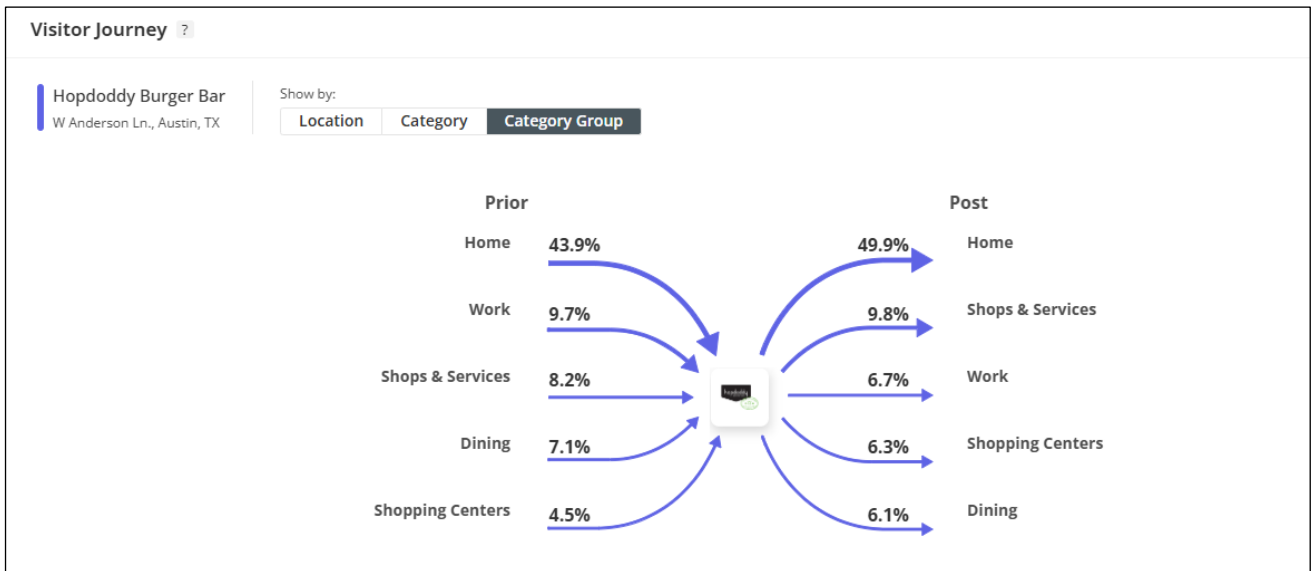 Visitor Journey ?
Hopdoddy Burger Bar
W Anderson Ln., Austin, TX
Show by:
Location Category Category Group
Prior Post
Home 43.9% 49.9% Home
Work 9.7% 9.8% Shops & Services
Shops & Services 8.2% 6.7% Work
Dining 7.1% 6.3% Shopping Centers
Shopping Centers 4.5% 6.1% Dining
hopdoddy